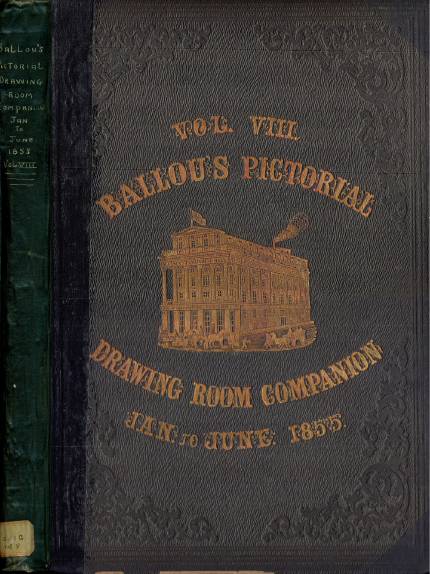 BALLOU'S
PICTORIAL
DRAWING
ROOM
COMPANION
JAN
TO
JUNE
1855
VOL VIII
VOL. VIII.
BALLOU'S PICTORIAL
DRAWING ROOM COMPANION
JAN: TO JUNE: 1855.